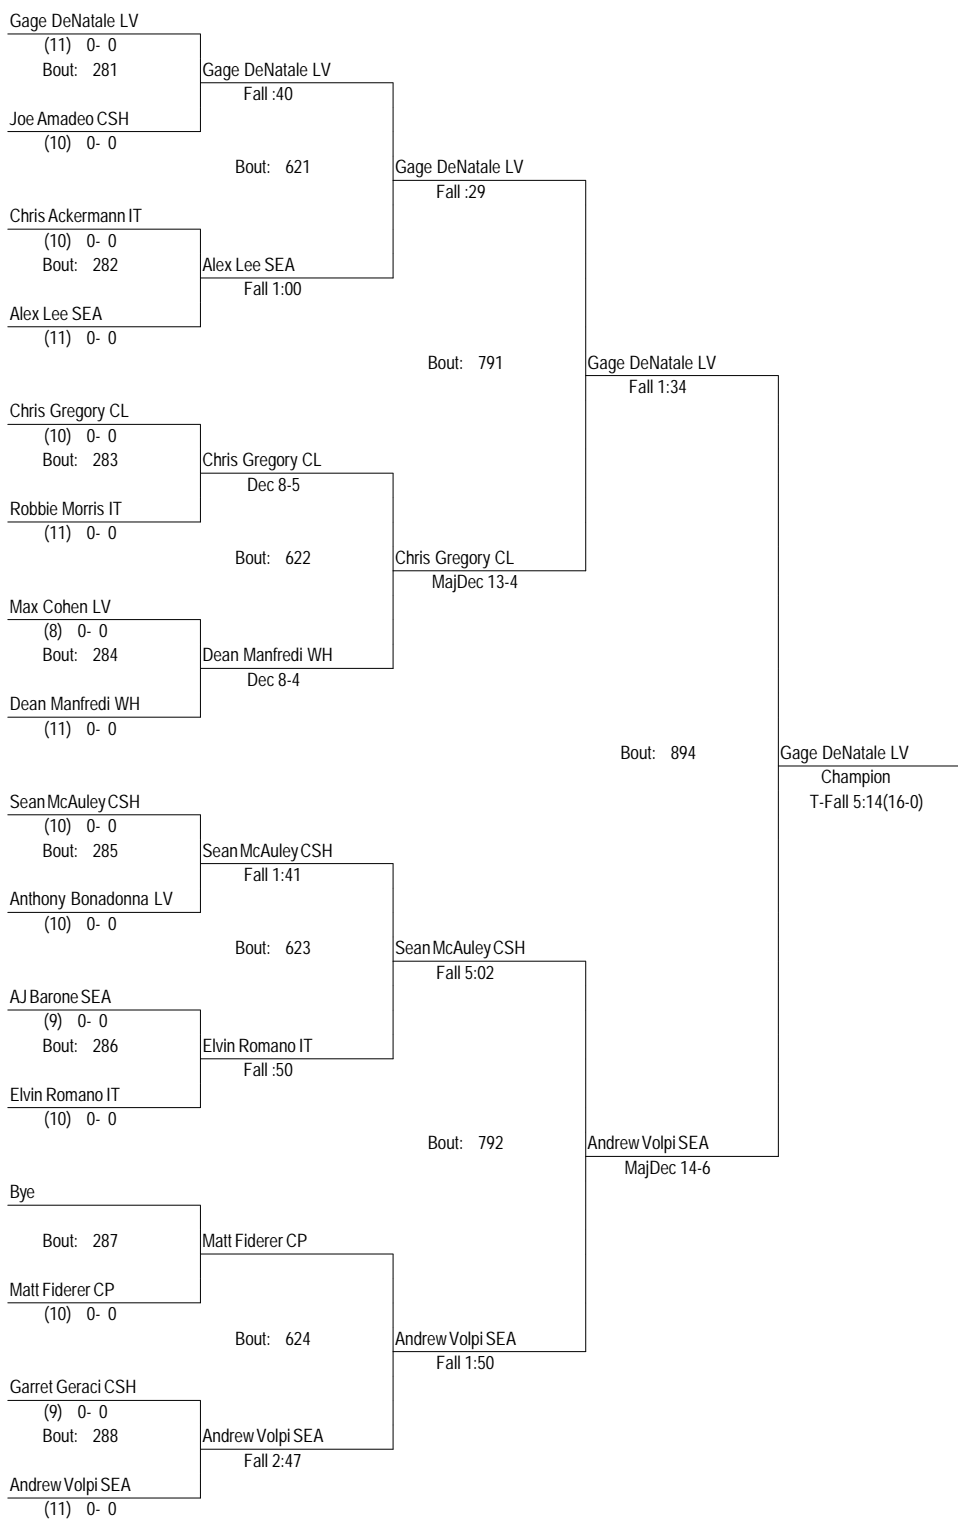 Gage DeNatale LV
(11) 0- 0
Bout: 281
Gage DeNatale LV
Fall :40
Joe Amadeo CSH
(10) 0- 0
Bout: 621
Gage DeNatale LV
Fall :29
Chris Ackermann IT
(10) 0- 0
Bout: 282
Alex Lee SEA
Fall 1:00
Alex Lee SEA
(11) 0- 0
Bout: 791
Gage DeNatale LV
Fall 1:34
Chris Gregory CL
(10) 0- 0
Bout: 283
Chris Gregory CL
Dec 8-5
Robbie Morris IT
(11) 0- 0
Bout: 622
Chris Gregory CL
MajDec 13-4
Max Cohen LV
(8) 0- 0
Bout: 284
Dean Manfredi WH
Dec 8-4
Dean Manfredi WH
(11) 0- 0
Bout: 894
Gage DeNatale LV
Champion
T-Fall 5:14(16-0)
Sean McAuley CSH
(10) 0- 0
Bout: 285
Sean McAuley CSH
Fall 1:41
Anthony Bonadonna LV
(10) 0- 0
Bout: 623
Sean McAuley CSH
Fall 5:02
AJ Barone SEA
(9) 0- 0
Bout: 286
Elvin Romano IT
Fall :50
Elvin Romano IT
(10) 0- 0
Bout: 792
Andrew Volpi SEA
MajDec 14-6
Bye
Bout: 287
Matt Fiderer CP
Matt Fiderer CP
(10) 0- 0
Bout: 624
Andrew Volpi SEA
Fall 1:50
Garret Geraci CSH
(9) 0- 0
Bout: 288
Andrew Volpi SEA
Fall 2:47
Andrew Volpi SEA
(11) 0- 0